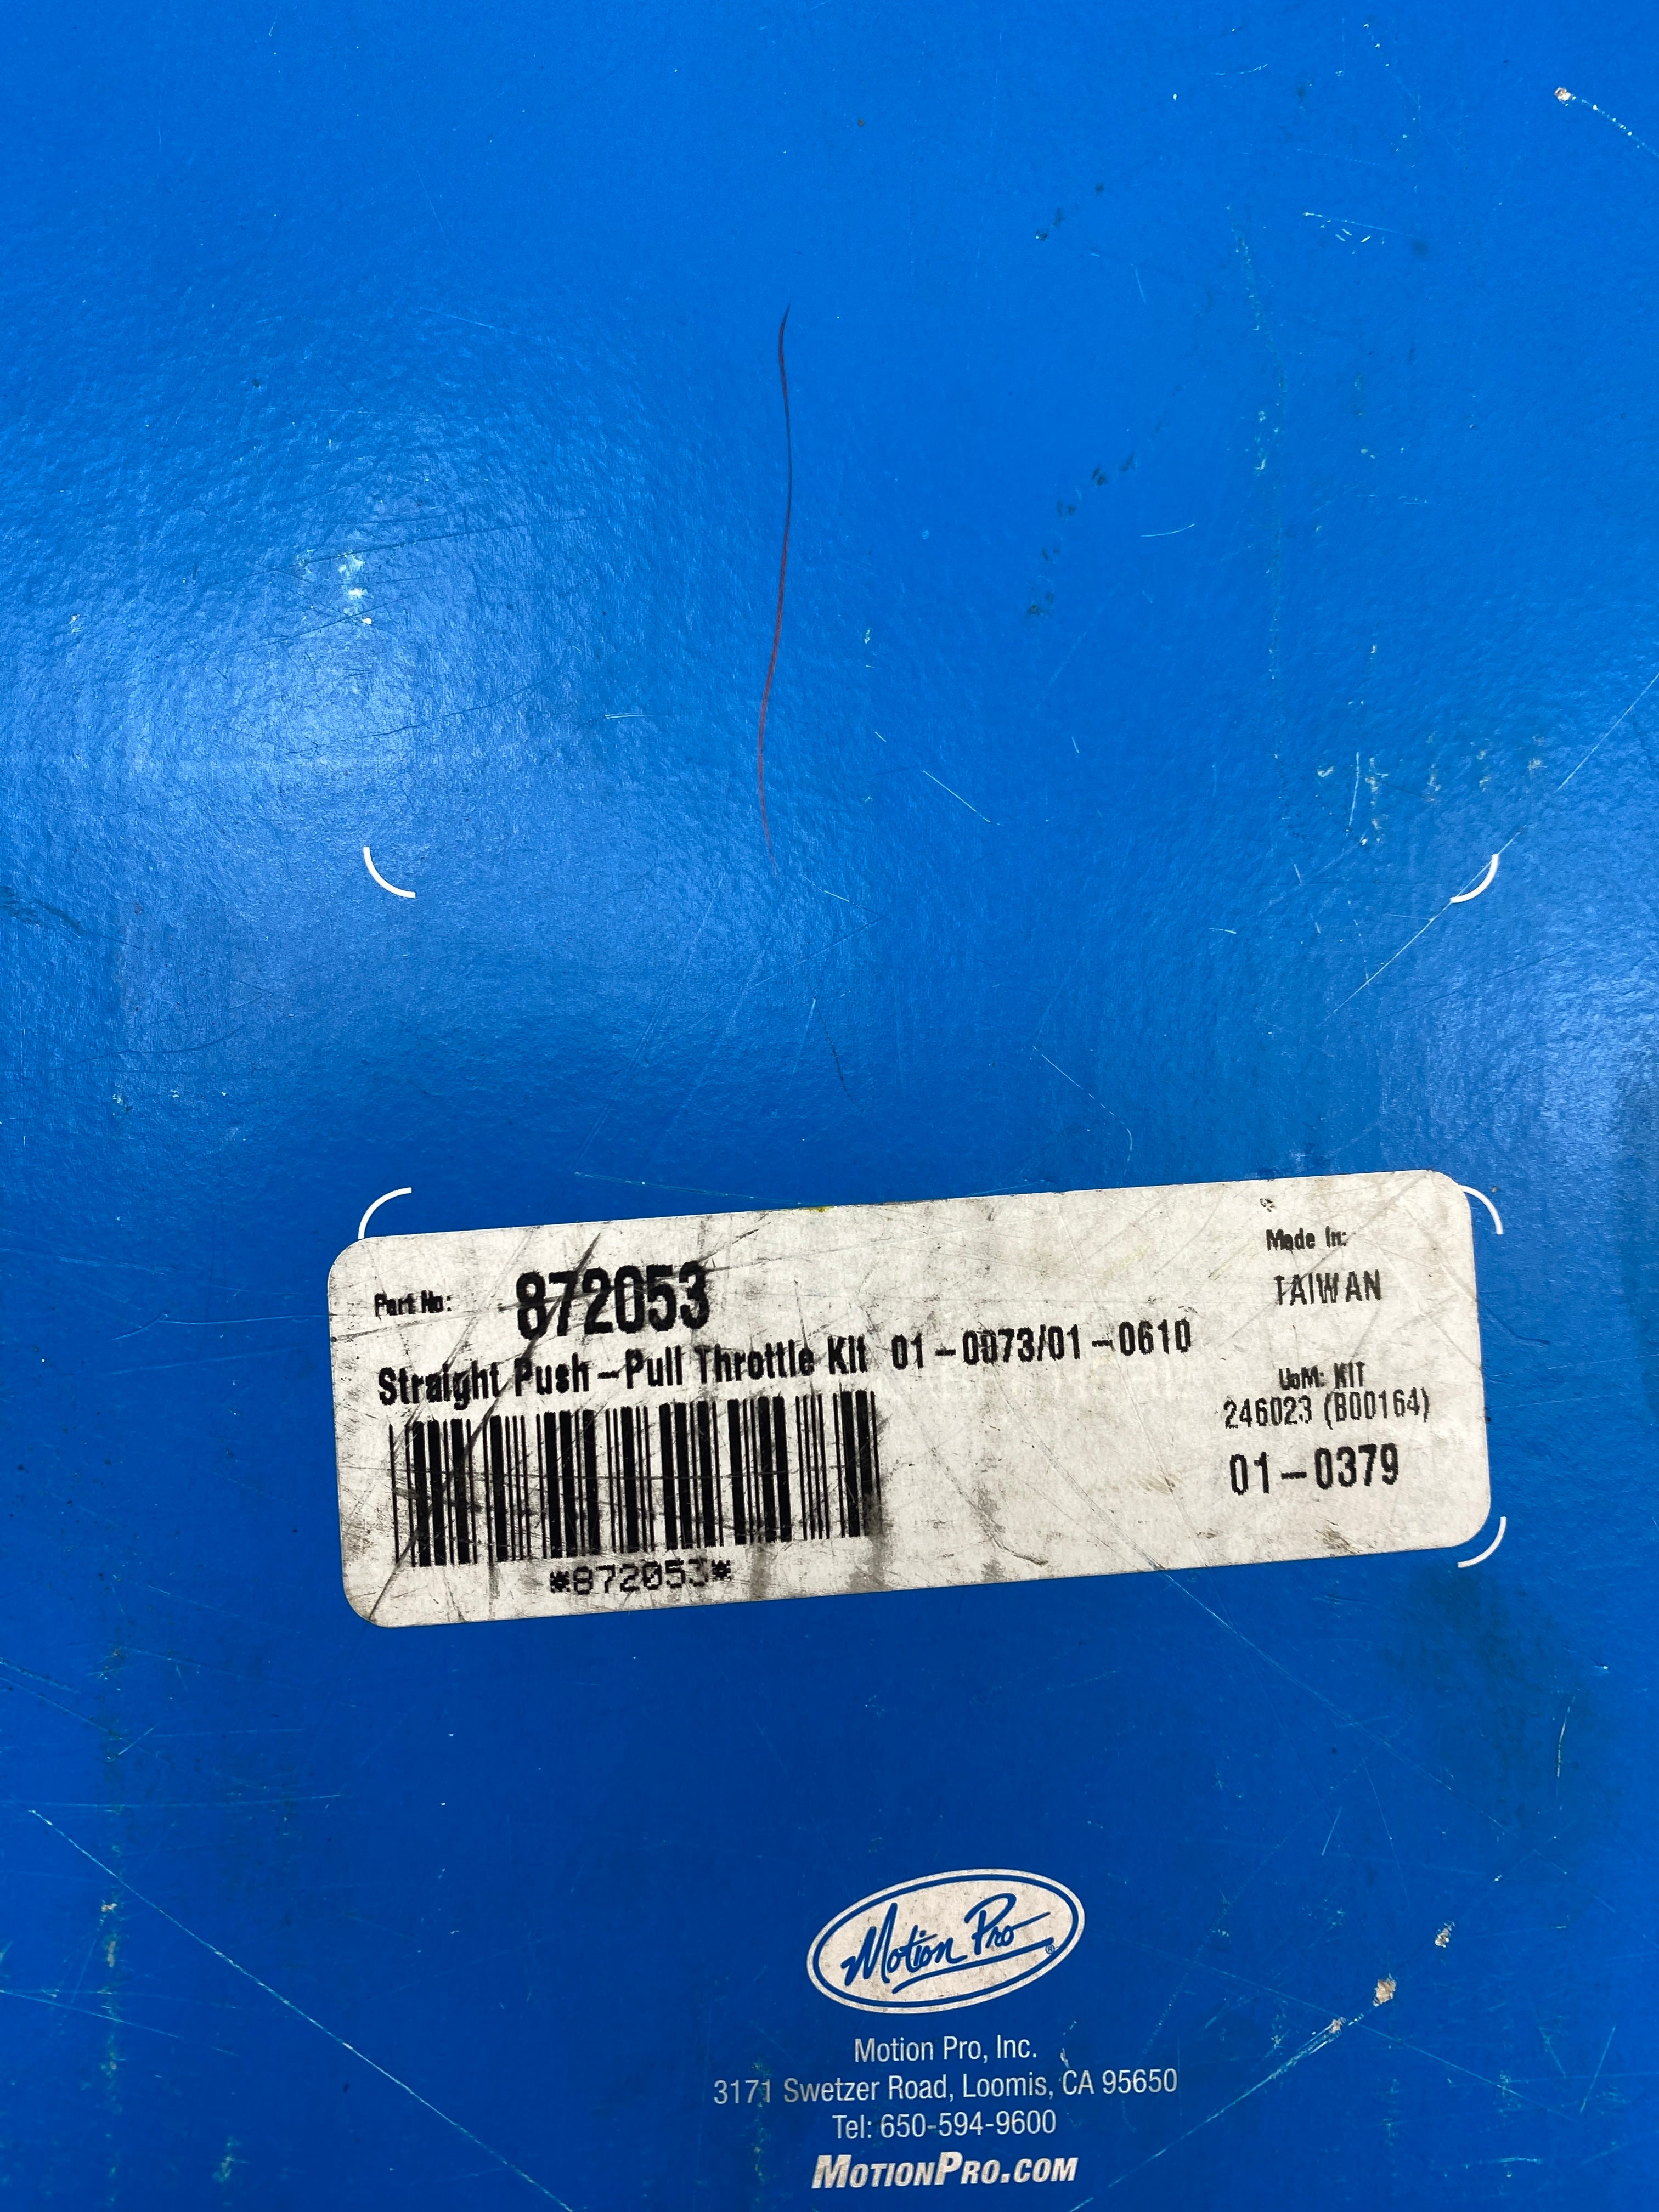 Part No: 872053
Made In:
TAIWAN
Straight Push-Pull Throttle Kit 01-0073/01-0610
UoM: KIT
246023 (B00164)
01-0379
*872053*
Motion Pro®
Motion Pro, Inc.
3171 Swetzer Road, Loomis, CA 95650
Tel: 650-594-9600
MOTIONPRO.COM